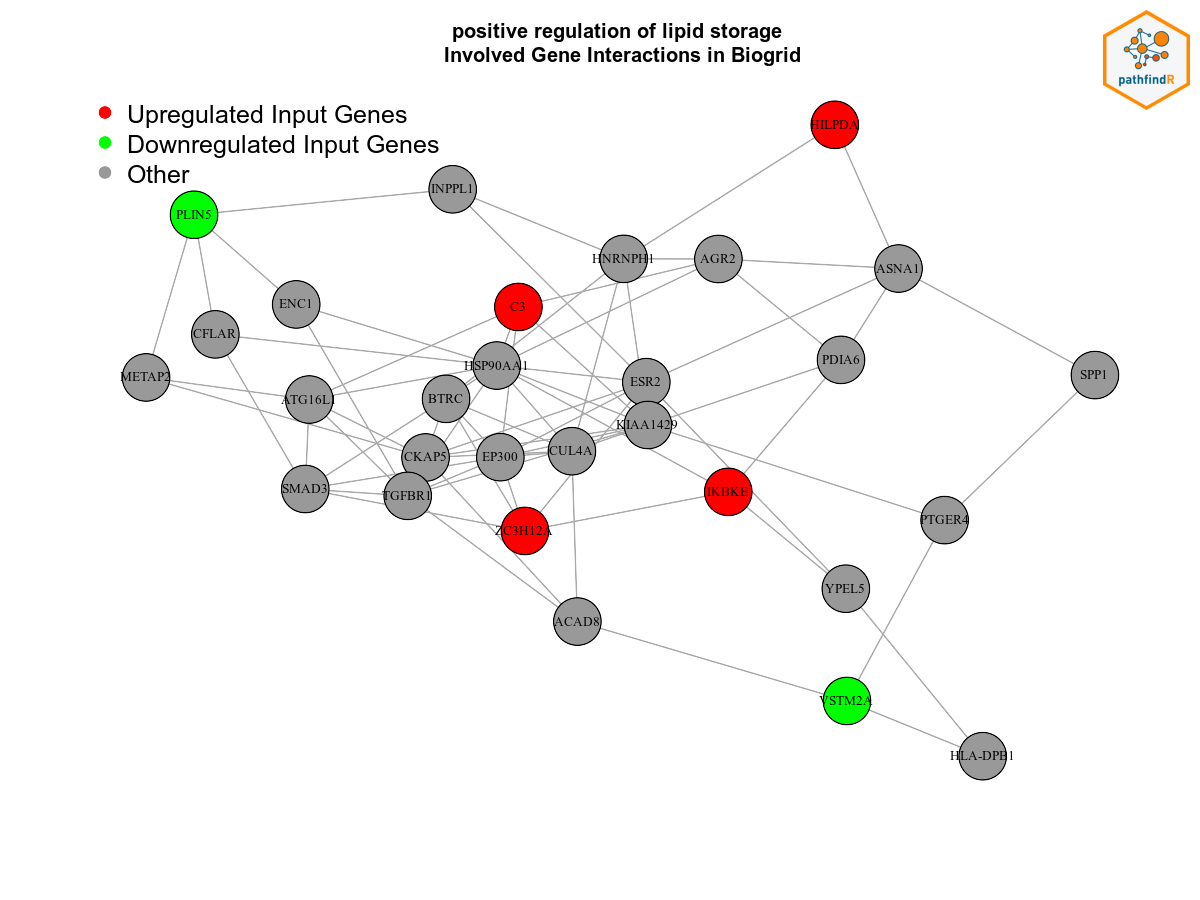 positive regulation of lipid storage
Involved Gene Interactions in Biogrid
pathfindR
Upregulated Input Genes
Downregulated Input Genes
Other
HILPDA
INPPL1
PLIN5
HNRNPH1
AGR2
ASNA1
ENC1
C3
CFLAR
HSP90AA1
PDIA6
METAP2
SPP1
ESR2
ATG16L1
BTRC
KIAA1429
CKAP5
EP300
CUL4A
SMAD3
TGFBR1
IKBKE
PTGER4
ZC3H12A
YPEL5
ACAD8
VSTM2A
HLA-DPB1